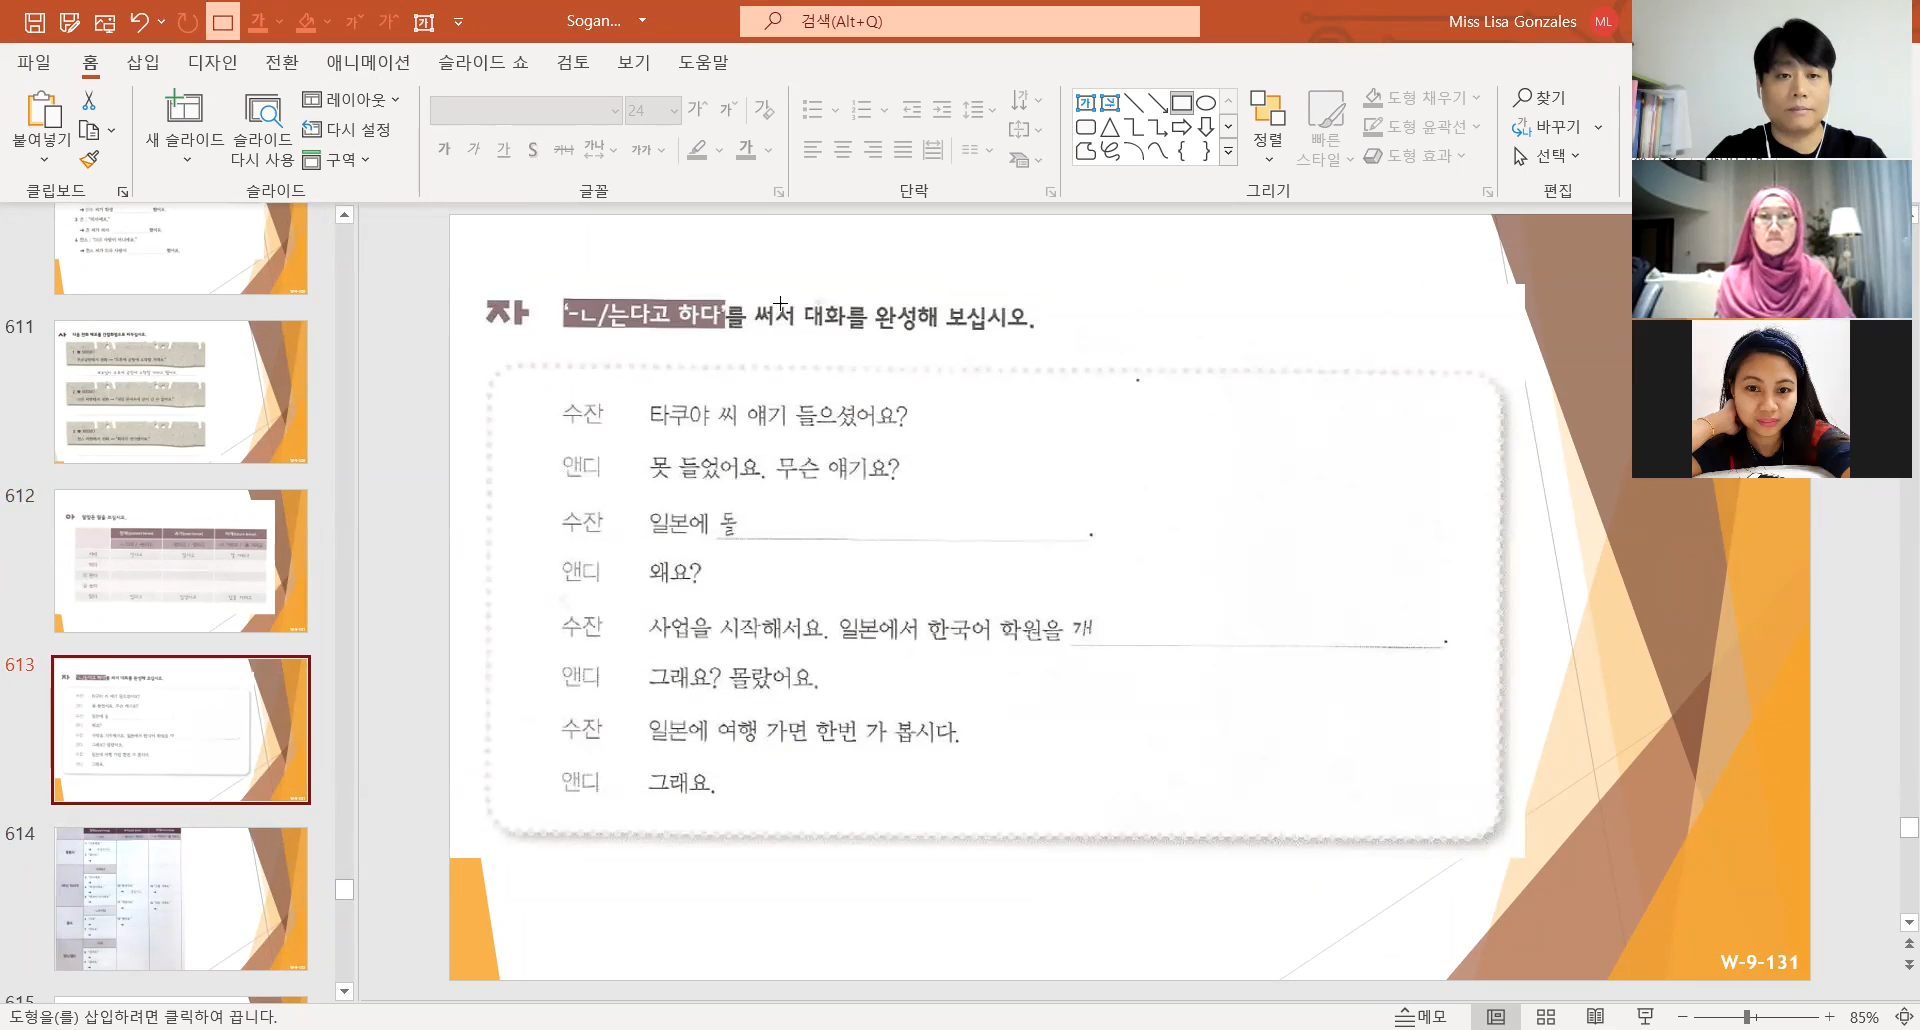 Sogan...
검색(Alt+Q)
Miss Lisa Gonzales
ML
파일 홈 삽입 디자인 전환 애니메이션 슬라이드 쇼 검토 보기 도움말
붙여넣기
클립보드
새 슬라이드
슬라이드 다시 사용
레이아웃
다시 설정
구역
슬라이드
24
글꼴
단락
정렬
빠른 스타일
도형 채우기
도형 윤곽선
도형 효과
그리기
찾기
바꾸기
선택
편집
611
612
613
614
615
자 '-ㄴ/는다고 하다'를 써서 대화를 완성해 보십시오.
수잔 타쿠야 씨 얘기 들으셨어요?
앤디 못 들었어요. 무슨 얘기요?
수잔 일본에 돌 .
앤디 왜요?
수잔 사업을 시작해서요. 일본에서 한국어 학원을 개 .
앤디 그래요? 몰랐어요.
수잔 일본에 여행 가면 한번 가 봅시다.
앤디 그래요.
W-9-131
도형을(를) 삽입하려면 클릭하여 끕니다.
메모
85%